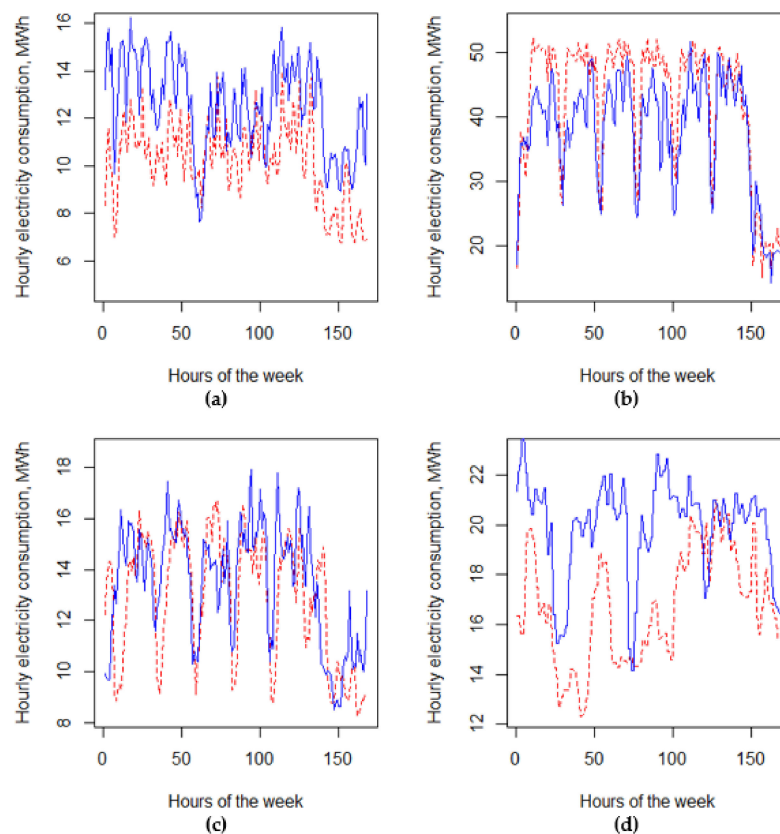 Hourly electricity consumption, MWh
16
14
12
10
8
6
0 50 100 150
Hours of the week
(a)
Hourly electricity consumption, MWh
50
40
30
20
0 50 100 150
Hours of the week
(b)
Hourly electricity consumption, MWh
18
16
14
12
10
8
0 50 100 150
Hours of the week
(c)
Hourly electricity consumption, MWh
22
20
18
16
14
12
0 50 100 150
Hours of the week
(d)